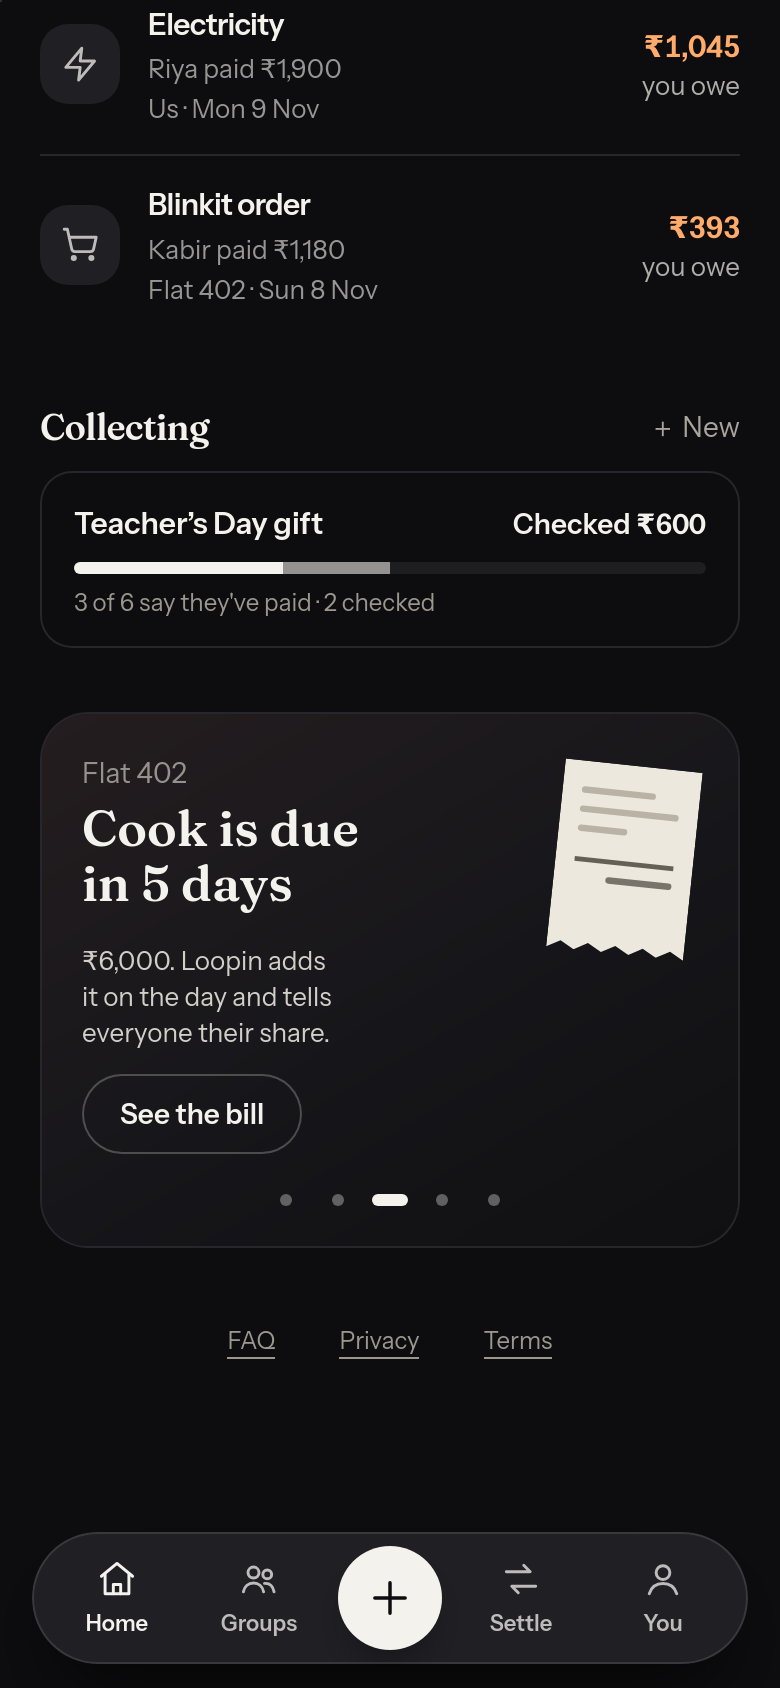 Electricity
Riya paid ₹1,900
Us · Mon 9 Nov
₹1,045
you owe
Blinkit order
Kabir paid ₹1,180
Flat 402 · Sun 8 Nov
₹393
you owe
Collecting
+ New
Teacher’s Day gift
Checked ₹600
3 of 6 say they've paid · 2 checked
Flat 402
Cook is due
in 5 days
₹6,000. Loopin adds
it on the day and tells
everyone their share.
See the bill
FAQ
Privacy
Terms
Home
Groups
Settle
You